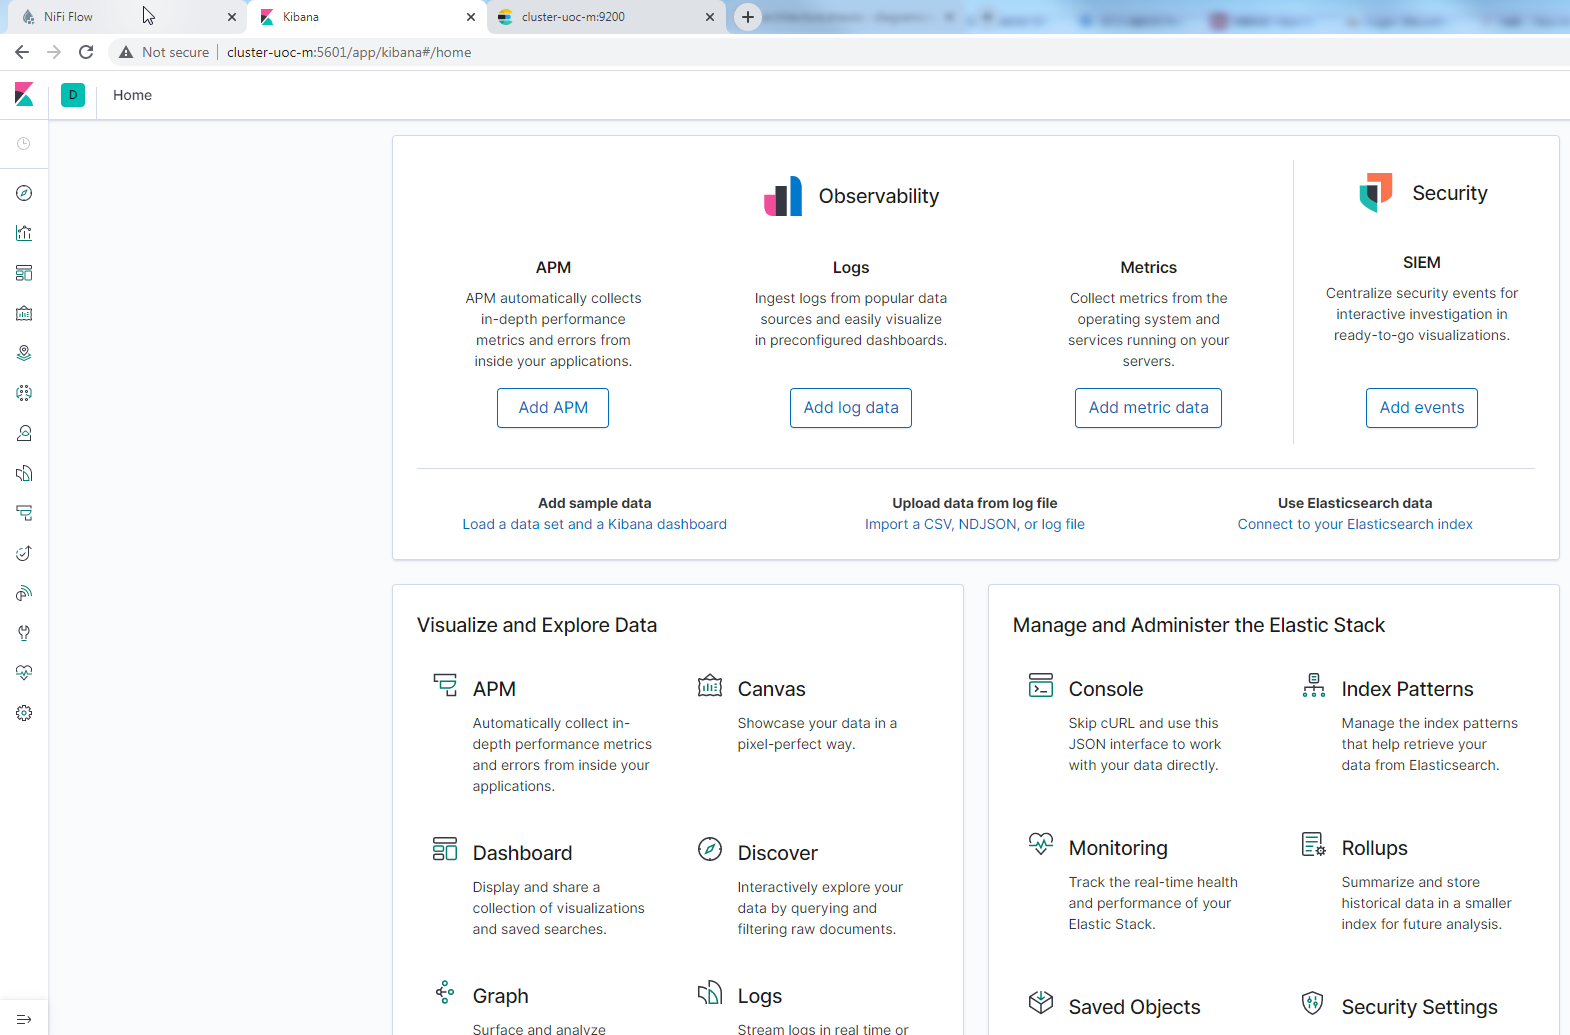 NiFi Flow
Kibana
cluster-uoc-m:9200
Not secure
cluster-uoc-m:5601/app/kibana#/home
D
Home
Observability
Security
APM
APM automatically collects
in-depth performance
metrics and errors from
inside your applications.
Add APM
Logs
Ingest logs from popular data
sources and easily visualize
in preconfigured dashboards.
Add log data
Metrics
Collect metrics from the
operating system and
services running on your
servers.
Add metric data
SIEM
Centralize security events for
interactive investigation in
ready-to-go visualizations.
Add events
Add sample data
Load a data set and a Kibana dashboard
Upload data from log file
Import a CSV, NDJSON, or log file
Use Elasticsearch data
Connect to your Elasticsearch index
Visualize and Explore Data
APM
Automatically collect in-
depth performance metrics
and errors from inside your
applications.
Canvas
Showcase your data in a
pixel-perfect way.
Dashboard
Display and share a
collection of visualizations
and saved searches.
Discover
Interactively explore your
data by querying and
filtering raw documents.
Graph
Surface and analyze
Logs
Stream logs in real time or
Manage and Administer the Elastic Stack
Console
Skip cURL and use this
JSON interface to work
with your data directly.
Index Patterns
Manage the index patterns
that help retrieve your
data from Elasticsearch.
Monitoring
Track the real-time health
and performance of your
Elastic Stack.
Rollups
Summarize and store
historical data in a smaller
index for future analysis.
Saved Objects
Security Settings